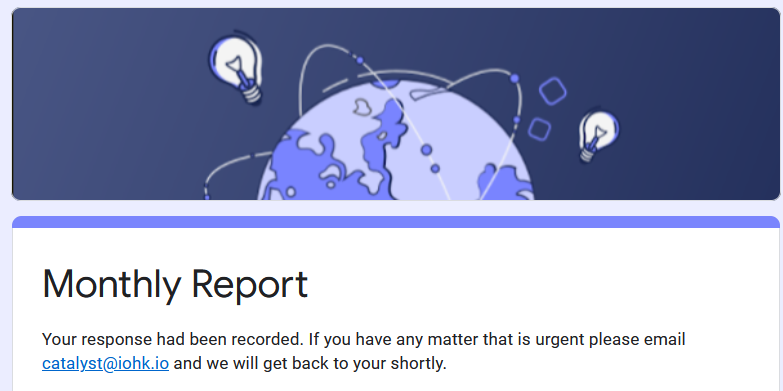 Monthly Report
Your response had been recorded. If you have any matter that is urgent please email
catalyst@iohk.io and we will get back to your shortly.